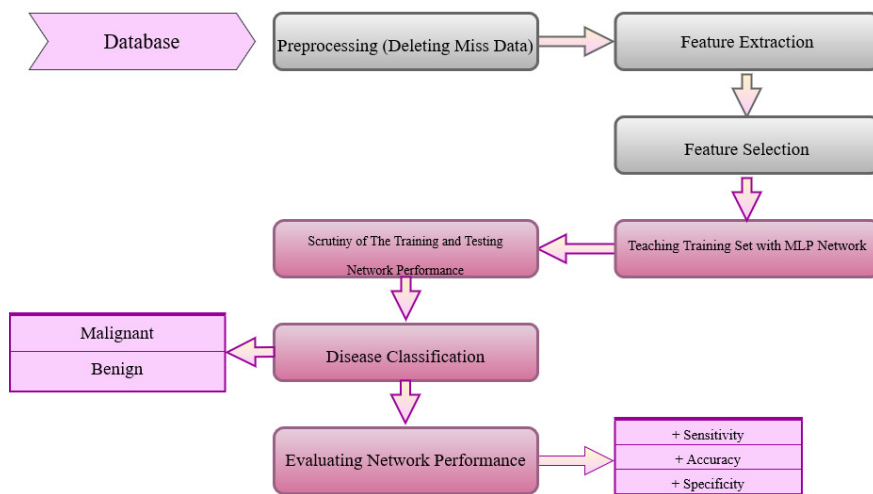 Database
Preprocessing (Deleting Miss Data)
Feature Extraction
Feature Selection
Teaching Training Set with MLP Network
Scrutiny of The Training and Testing
Network Performance
Disease Classification
Malignant
Benign
Evaluating Network Performance
+ Sensitivity
+ Accuracy
+ Specificity